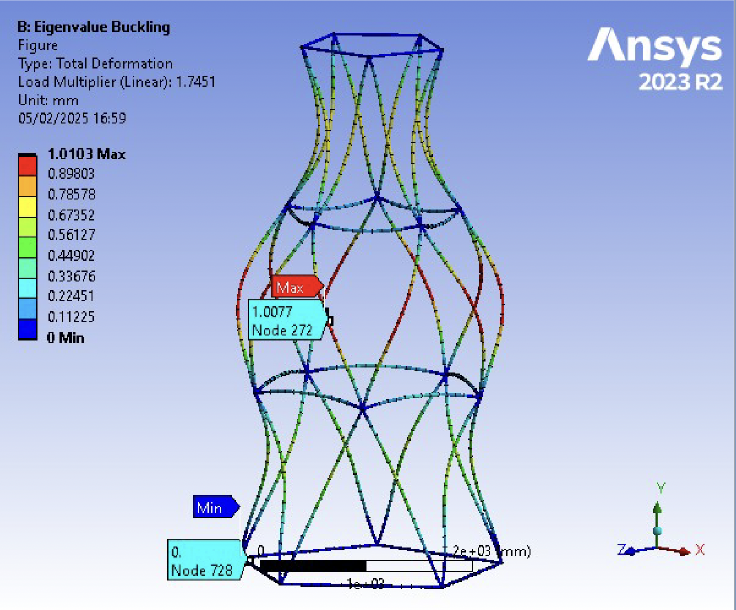 B: Eigenvalue Buckling
Figure
Type: Total Deformation
Load Multiplier (Linear): 1.7451
Unit: mm
05/02/2025 16:59
Ansys
2023 R2
1.0103 Max
0.89803
0.78578
0.67352
0.56127
0.44902
0.33676
0.22451
0.11225
0 Min
Max
1.0077
Node 272
Min
0.
Node 728
0
2e+03 (mm)
1e+03
Y
Z
X